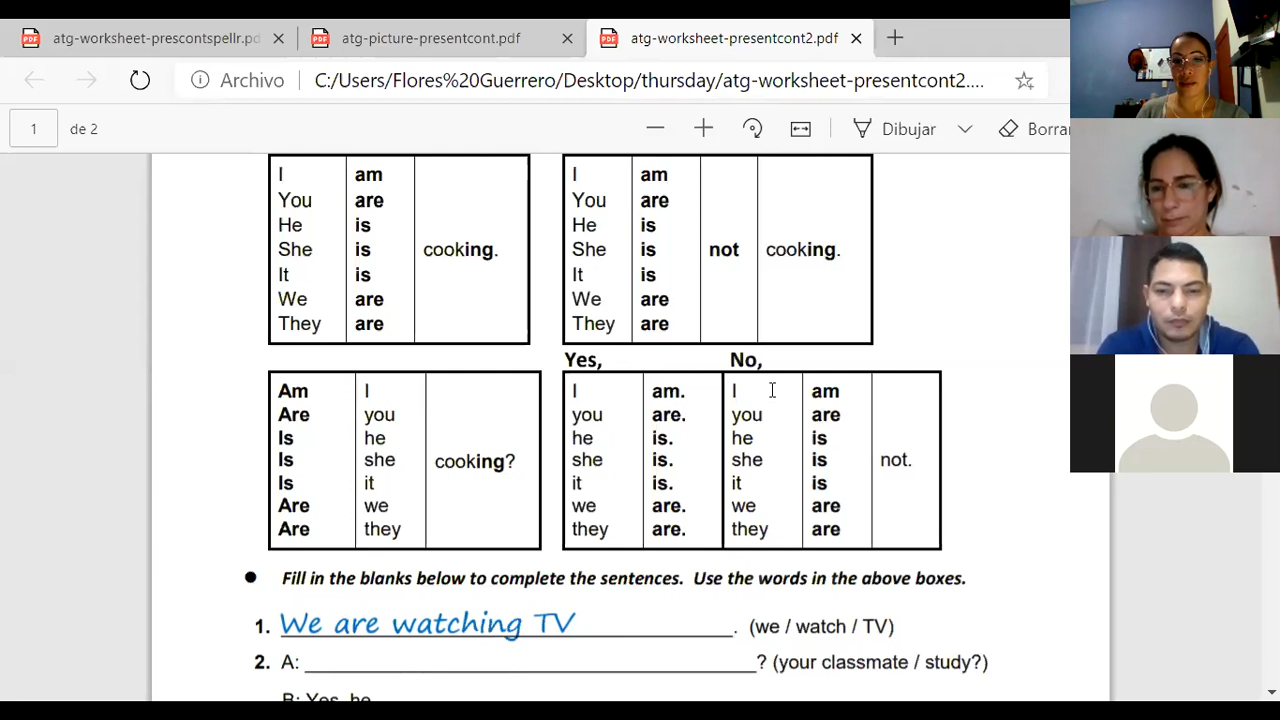 atg-worksheet-prescontspellr.pd
atg-picture-presentcont.pdf
atg-worksheet-presentcont2.pdf
Archivo
C:/Users/Flores%20Guerrero/Desktop/thursday/atg-worksheet-presentcont2....
1
de 2
Dibujar
Borrar
I am
You are
He is
She is cooking.
It is
We are
They are
I am
You are
He is
She is not cooking.
It is
We are
They are
Yes, No,
Am I
Are you
Is he
Is she cooking?
Is it
Are we
Are they
I am. I am
you are. you are
he is. he is
she is. she is not.
it is. it is
we are. we are
they are. they are
● Fill in the blanks below to complete the sentences. Use the words in the above boxes.
1. We are watching TV. (we / watch / TV)
2. A: ? (your classmate / study?)
B: Yes, he